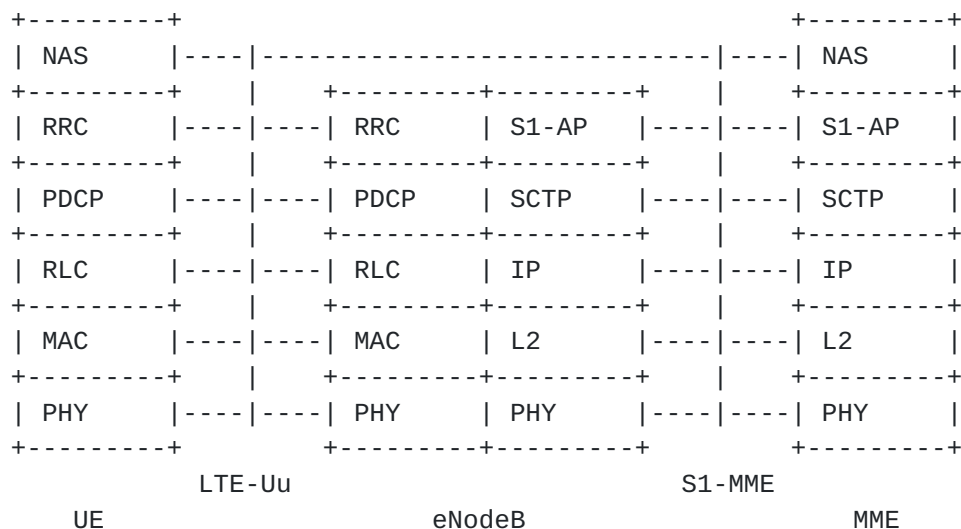 NAS NAS
RRC RRC S1-AP S1-AP
PDCP PDCP SCTP SCTP
RLC RLC IP IP
MAC MAC L2 L2
PHY PHY PHY PHY
LTE-Uu S1-MME
UE eNodeB MME